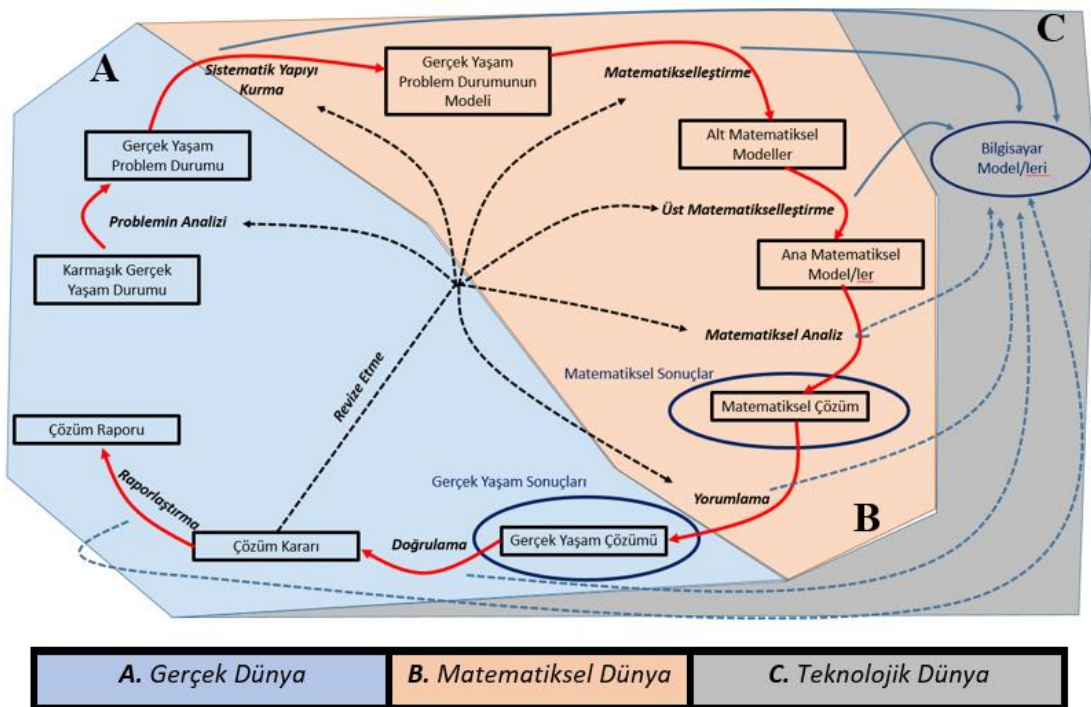 A
C
Sistematik Yapıyı
Kurma
Gerçek Yaşam
Problem Durumunun
Modeli
Matematikselleştirme
Gerçek Yaşam
Problem Durumu
Alt Matematiksel
Modeller
Bilgisayar
Model/leri
Problemin Analizi
Üst Matematikselleştirme
Karmaşık Gerçek
Yaşam Durumu
Ana Matematiksel
Model/ler
Matematiksel Analiz
Revize Etme
Matematiksel Sonuçlar
Matematiksel Çözüm
Çözüm Raporu
Raporlaştırma
Gerçek Yaşam Sonuçları
Yorumlama
B
Çözüm Kararı
Doğrulama
Gerçek Yaşam Çözümü
A. Gerçek Dünya
B. Matematiksel Dünya
C. Teknolojik Dünya